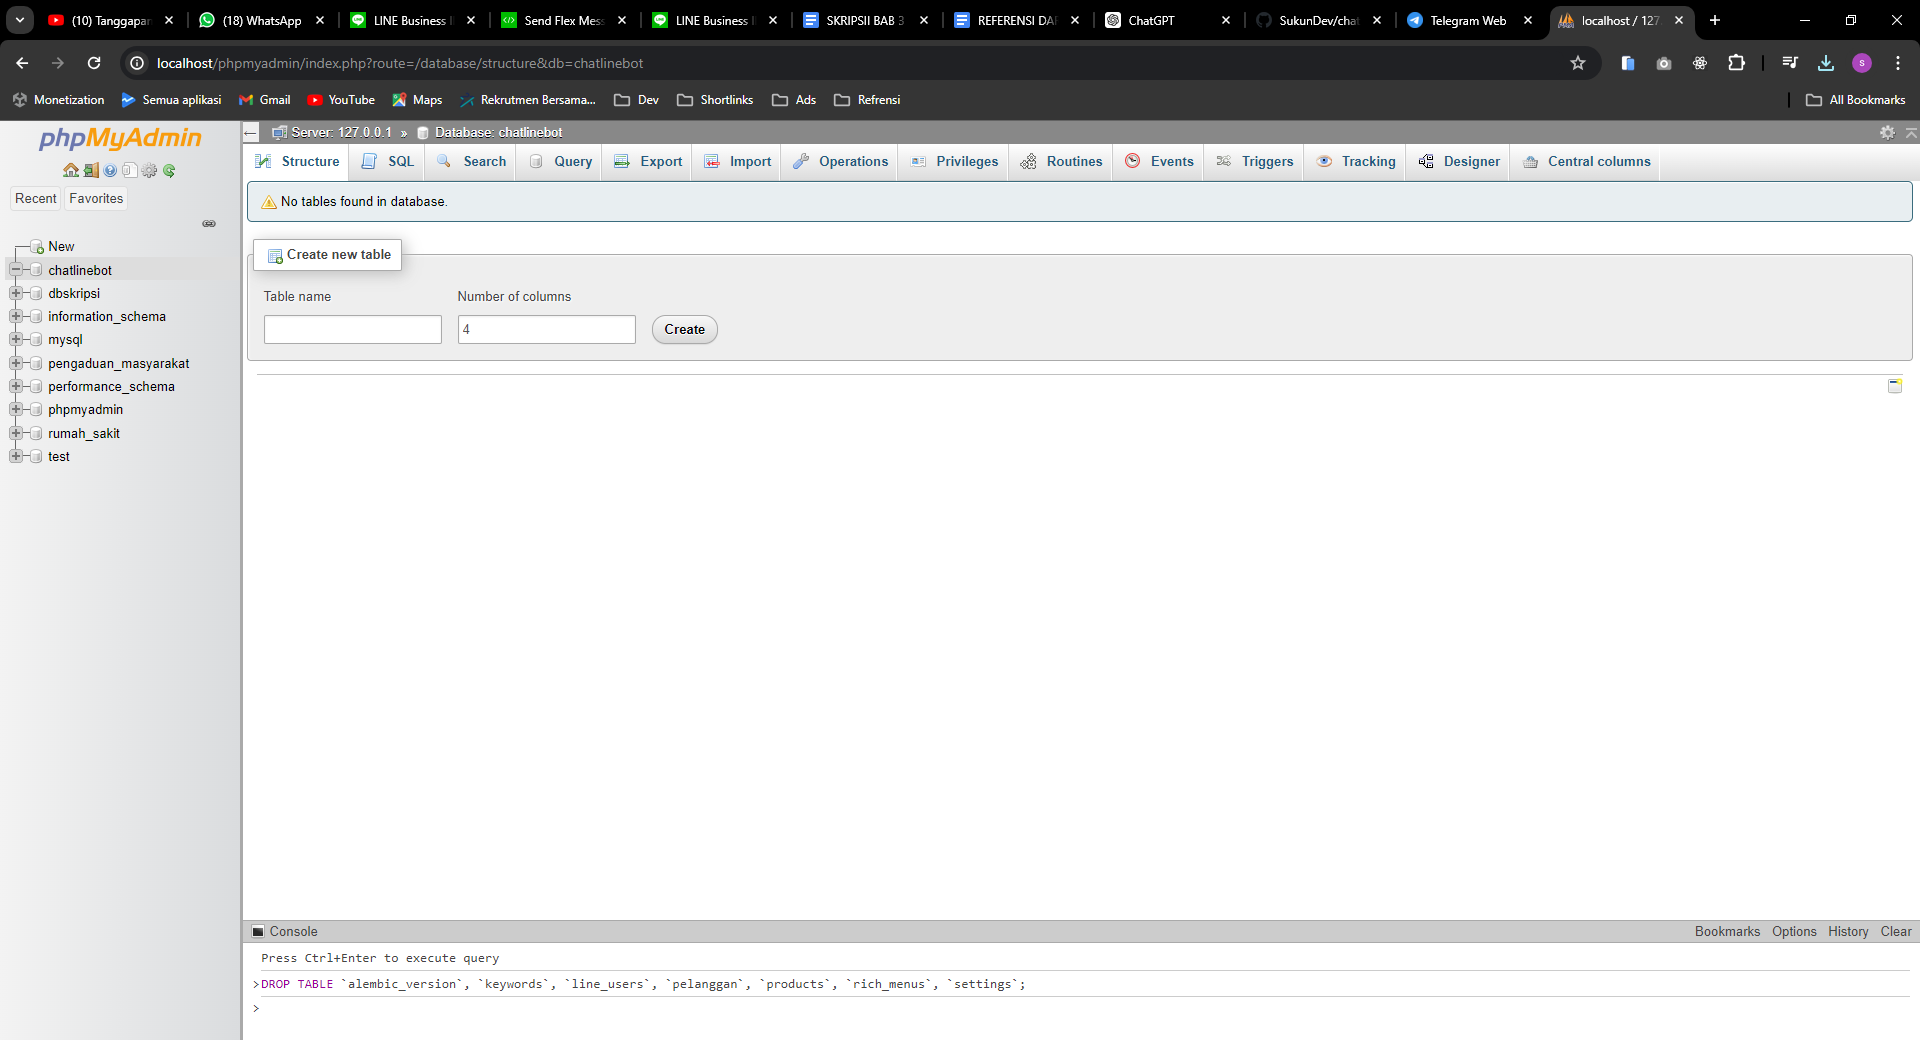 (10) Tanggapan
(18) WhatsApp
LINE Business I
Send Flex Mess
LINE Business I
SKRIPSII BAB 3
REFERENSI DAF
ChatGPT
SukunDev/chat
Telegram Web
localhost / 127.
localhost/phpmyadmin/index.php?route=/database/structure&db=chatlinebot
S
Monetization
Semua aplikasi
Gmail
YouTube
Maps
Rekrutmen Bersama...
Dev
Shortlinks
Ads
Refrensi
All Bookmarks
phpMyAdmin
Recent
Favorites
New
chatlinebot
dbskripsi
information_schema
mysql
pengaduan_masyarakat
performance_schema
phpmyadmin
rumah_sakit
test
Server: 127.0.0.1 » Database: chatlinebot
Structure
SQL
Search
Query
Export
Import
Operations
Privileges
Routines
Events
Triggers
Tracking
Designer
Central columns
No tables found in database.
Create new table
Table name
Number of columns
4
Create
Console
Bookmarks
Options
History
Clear
Press Ctrl+Enter to execute query
>DROP TABLE `alembic_version`, `keywords`, `line_users`, `pelanggan`, `products`, `rich_menus`, `settings`;
>